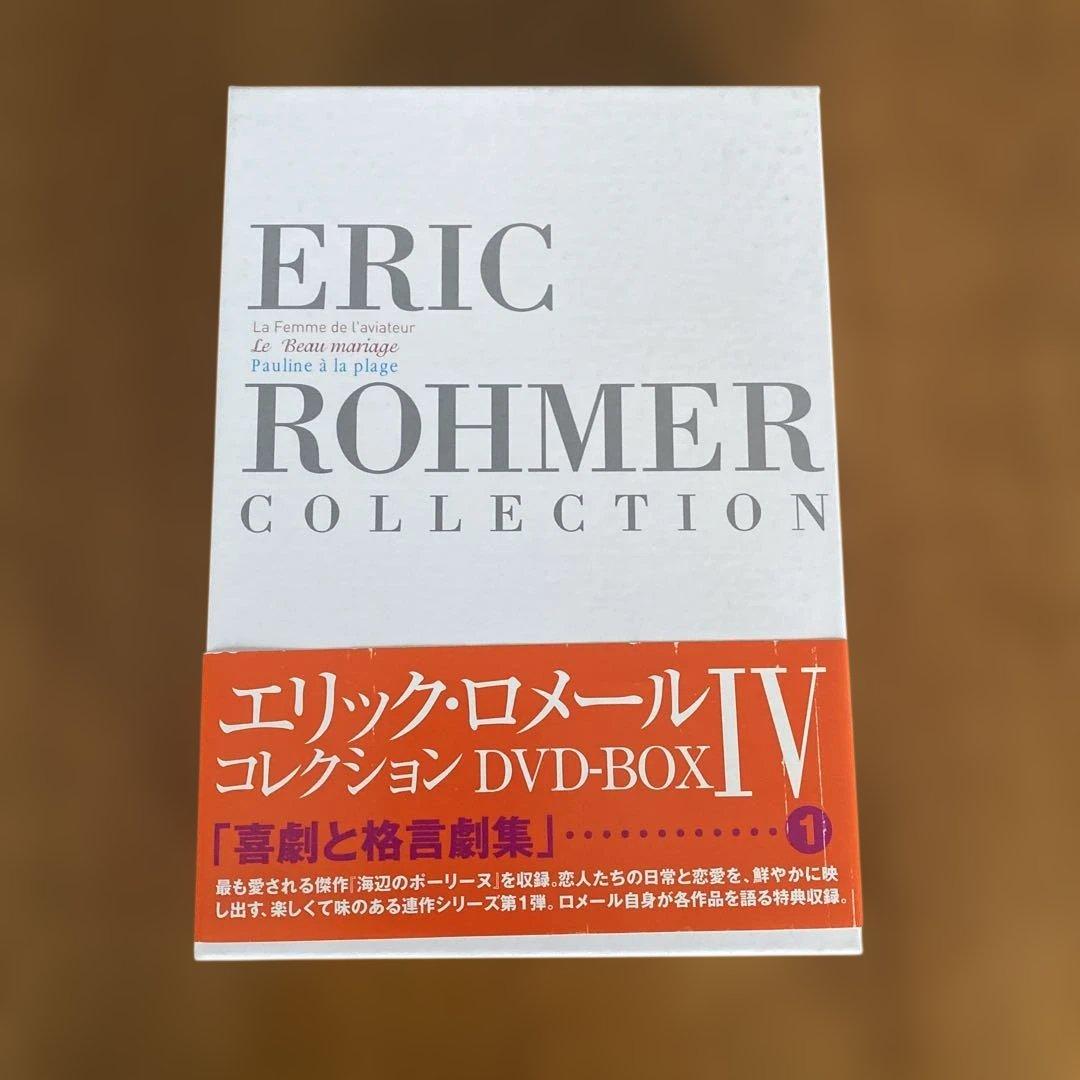 ERIC
La Femme de l'aviateur
Le Beau mariage
Pauline à la plage
ROHMER
COLLECTION
エリック・ロメール
コレクション DVD-BOX IV
「喜劇と格言劇集」…………1
最も愛される傑作『海辺のポーリーヌ』を収録。恋人たちの日常と恋愛を、鮮やかに映
し出す、楽しくて味のある連作シリーズ第1弾。ロメール自身が各作品を語る特典収録。